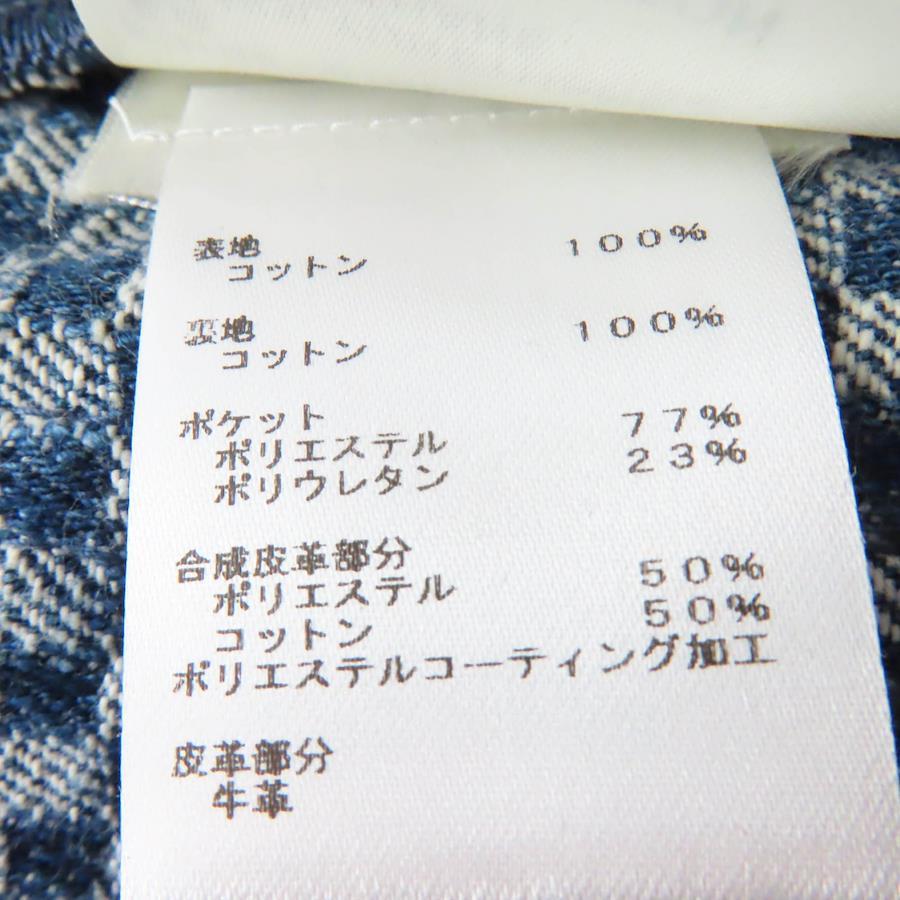 表地
コットン １００％
裏地
コットン １００％
ポケット
ポリエステル ７７％
ポリウレタン ２３％
合成皮革部分
ポリエステル ５０％
コットン ５０％
ポリエステルコーティング加工
皮革部分
牛革